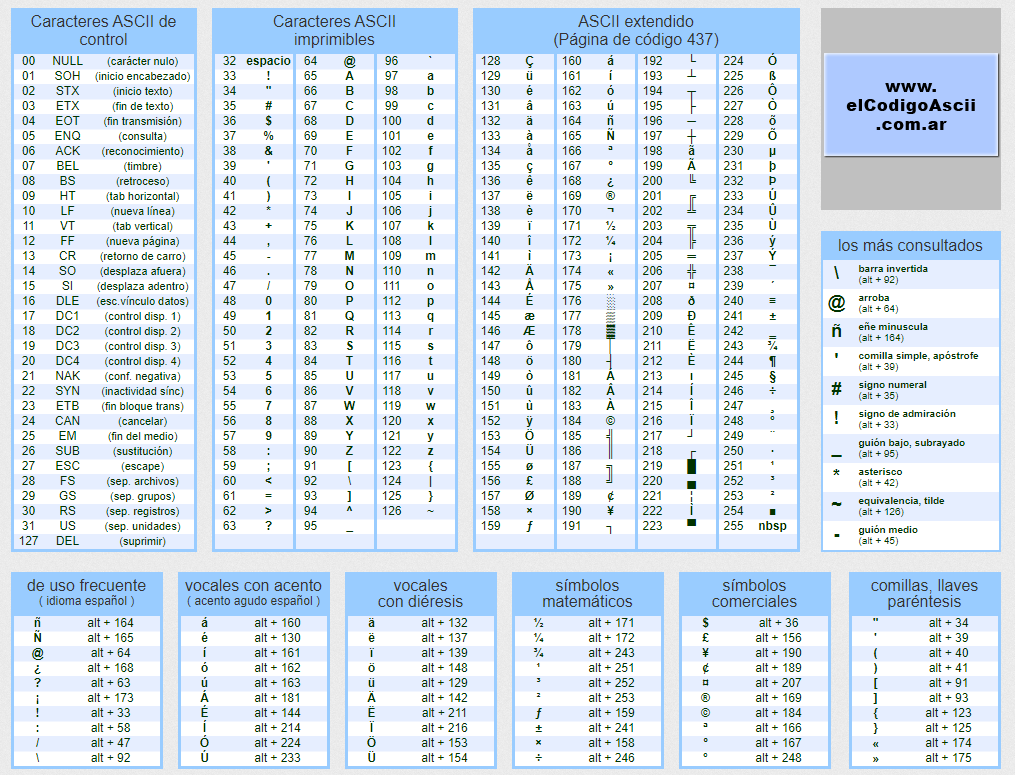 Caracteres ASCII de
control
00 NULL (carácter nulo)
01 SOH (inicio encabezado)
02 STX (inicio texto)
03 ETX (fin de texto)
04 EOT (fin transmisión)
05 ENQ (consulta)
06 ACK (reconocimiento)
07 BEL (timbre)
08 BS (retroceso)
09 HT (tab horizontal)
10 LF (nueva línea)
11 VT (tab vertical)
12 FF (nueva página)
13 CR (retorno de carro)
14 SO (desplaza afuera)
15 SI (desplaza adentro)
16 DLE (esc.vínculo datos)
17 DC1 (control disp. 1)
18 DC2 (control disp. 2)
19 DC3 (control disp. 3)
20 DC4 (control disp. 4)
21 NAK (conf. negativa)
22 SYN (inactividad sínc)
23 ETB (fin bloque trans)
24 CAN (cancelar)
25 EM (fin del medio)
26 SUB (sustitución)
27 ESC (escape)
28 FS (sep. archivos)
29 GS (sep. grupos)
30 RS (sep. registros)
31 US (sep. unidades)
127 DEL (suprimir)
Caracteres ASCII
imprimibles
32 espacio 64 @ 96 `
33 ! 65 A 97 a
34 " 66 B 98 b
35 # 67 C 99 c
36 $ 68 D 100 d
37 % 69 E 101 e
38 & 70 F 102 f
39 ' 71 G 103 g
40 ( 72 H 104 h
41 ) 73 I 105 i
42 * 74 J 106 j
43 + 75 K 107 k
44 , 76 L 108 l
45 - 77 M 109 m
46 . 78 N 110 n
47 / 79 O 111 o
48 0 80 P 112 p
49 1 81 Q 113 q
50 2 82 R 114 r
51 3 83 S 115 s
52 4 84 T 116 t
53 5 85 U 117 u
54 6 86 V 118 v
55 7 87 W 119 w
56 8 88 X 120 x
57 9 89 Y 121 y
58 : 90 Z 122 z
59 ; 91 [ 123 {
60 < 92 \ 124 |
61 = 93 ] 125 }
62 > 94 ^ 126 ~
63 ? 95 _
ASCII extendido
(Página de código 437)
128 Ç 160 á 192 └ 224 Ó
129 ü 161 í 193 ┴ 225 ß
130 é 162 ó 194 ┬ 226 Ô
131 â 163 ú 195 ├ 227 Ò
132 ä 164 ñ 196 ─ 228 õ
133 à 165 Ñ 197 ┼ 229 Õ
134 å 166 ª 198 ã 230 µ
135 ç 167 º 199 Ã 231 þ
136 ê 168 ¿ 200 ╚ 232 Þ
137 ë 169 ® 201 ╔ 233 Ú
138 è 170 ¬ 202 ╩ 234 Û
139 ï 171 ½ 203 ╦ 235 Ù
140 î 172 ¼ 204 ╠ 236 ý
141 ì 173 ¡ 205 ═ 237 Ý
142 Ä 174 « 206 ╬ 238 ¯
143 Å 175 » 207 ¤ 239 ´
144 É 176 ░ 208 ð 240 ≡
145 æ 177 ▒ 209 Ð 241 ±
146 Æ 178 ▓ 210 Ê 242 ‗
147 ô 179 │ 211 Ë 243 ¾
148 ö 180 ┤ 212 È 244 ¶
149 ò 181 Á 213 ı 245 §
150 û 182 Â 214 Í 246 ÷
151 ù 183 À 215 Î 247 ¸
152 ÿ 184 © 216 Ï 248 °
153 Ö 185 ╣ 217 ┘ 249 ¨
154 Ü 186 ║ 218 ┌ 250 ·
155 ø 187 ╗ 219 █ 251 ¹
156 £ 188 ╝ 220 ▄ 252 ³
157 Ø 189 ¢ 221 ¦ 253 ²
158 × 190 ¥ 222 Ì 254 ■
159 ƒ 191 ┐ 223 ▀ 255 nbsp
www.
elCodigoAscii
.com.ar
los más consultados
\ barra invertida
(alt + 92)
@ arroba
(alt + 64)
ñ eñe minuscula
(alt + 164)
' comilla simple, apóstrofe
(alt + 39)
# signo numeral
(alt + 35)
! signo de admiración
(alt + 33)
_ guión bajo, subrayado
(alt + 95)
* asterisco
(alt + 42)
~ equivalencia, tilde
(alt + 126)
- guión medio
(alt + 45)
de uso frecuente
( idioma español )
ñ alt + 164
Ñ alt + 165
@ alt + 64
¿ alt + 168
? alt + 63
¡ alt + 173
! alt + 33
: alt + 58
/ alt + 47
\ alt + 92
vocales con acento
( acento agudo español )
á alt + 160
é alt + 130
í alt + 161
ó alt + 162
ú alt + 163
Á alt + 181
É alt + 144
Í alt + 214
Ó alt + 224
Ú alt + 233
vocales
con diéresis
ä alt + 132
ë alt + 137
ï alt + 139
ö alt + 148
ü alt + 129
Ä alt + 142
Ë alt + 211
Ï alt + 216
Ö alt + 153
Ü alt + 154
símbolos
matemáticos
½ alt + 171
¼ alt + 172
¾ alt + 243
¹ alt + 251
³ alt + 252
² alt + 253
ƒ alt + 159
± alt + 241
× alt + 158
÷ alt + 246
símbolos
comerciales
$ alt + 36
£ alt + 156
¥ alt + 190
¢ alt + 189
¤ alt + 207
® alt + 169
© alt + 184
ª alt + 166
º alt + 167
° alt + 248
comillas, llaves
paréntesis
" alt + 34
' alt + 39
( alt + 40
) alt + 41
[ alt + 91
] alt + 93
{ alt + 123
} alt + 125
« alt + 174
» alt + 175